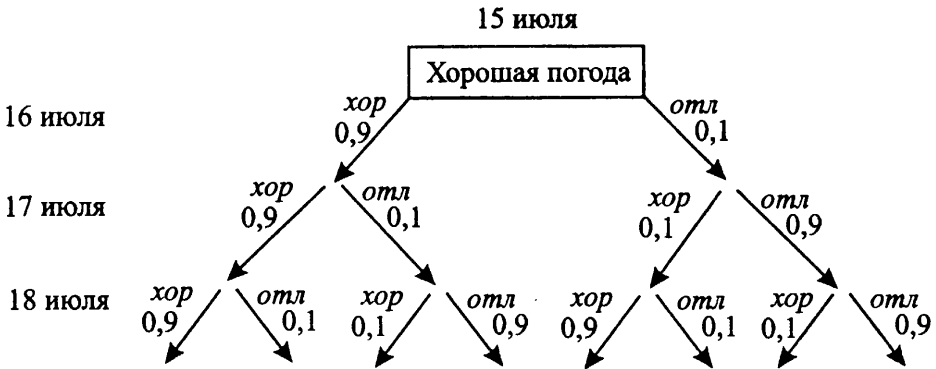 15 июля
Хорошая погода
16 июля
хор
0,9
отл
0,1
17 июля
хор
0,9
отл
0,1
хор
0,1
отл
0,9
18 июля
хор
0,9
отл
0,1
хор
0,1
отл
0,9
хор
0,9
отл
0,1
хор
0,1
отл
0,9